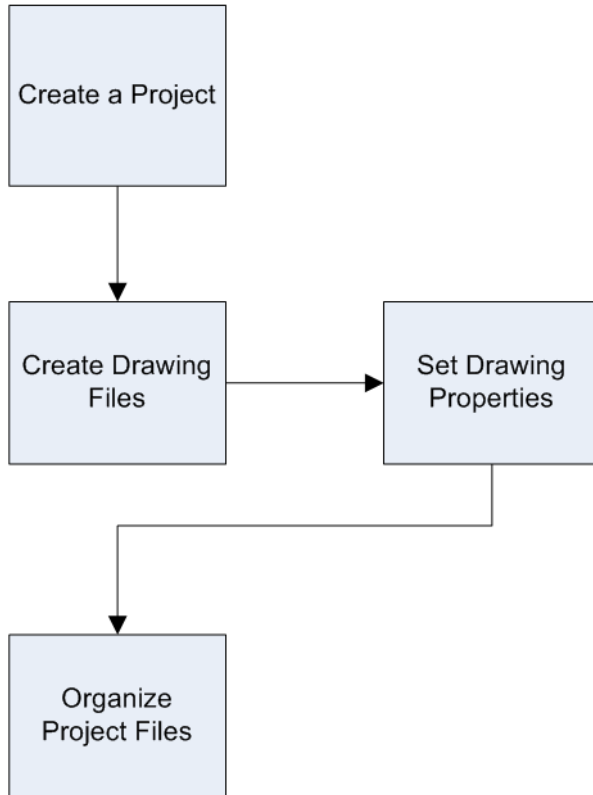 Create a Project
Create Drawing
Files
Set Drawing
Properties
Organize
Project Files